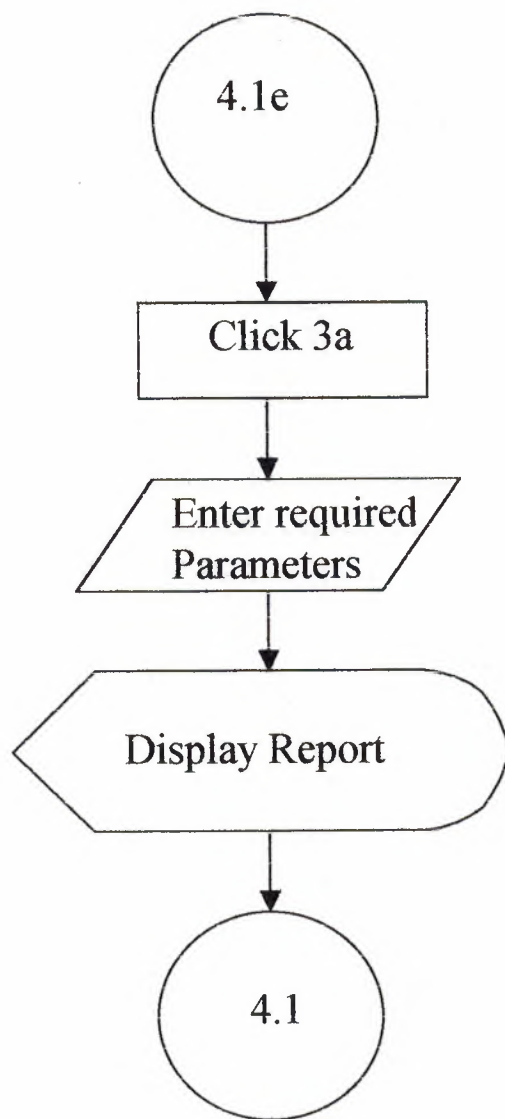 4.1e
Click 3a
Enter required
Parameters
Display Report
4.1